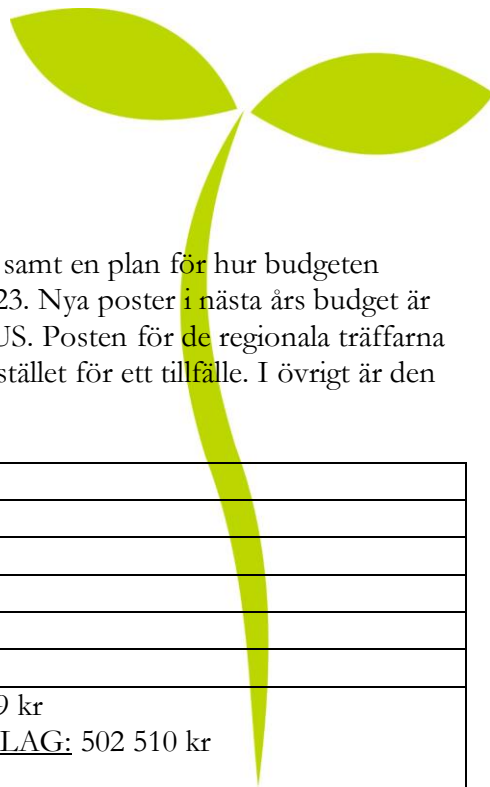 samt en plan för hur budgeten
23. Nya poster i nästa års budget är
US. Posten för de regionala träffarna
stället för ett tillfälle. I övrigt är den
9 kr
LAG: 502 510 kr